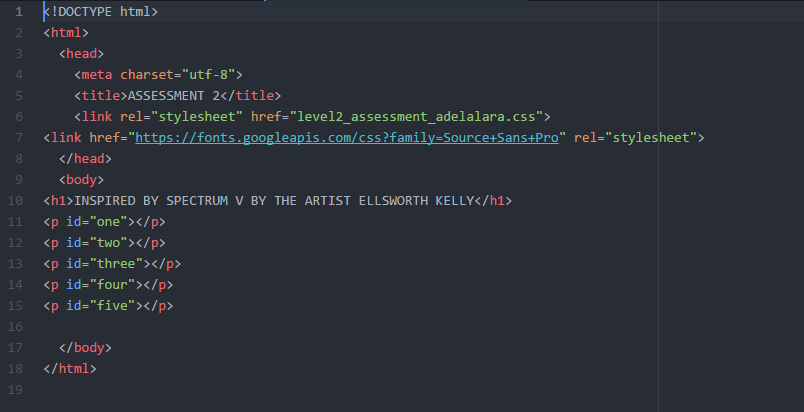 1 <!DOCTYPE html>
2 <html>
3   <head>
4     <meta charset="utf-8">
5     <title>ASSESSMENT 2</title>
6     <link rel="stylesheet" href="level2_assessment_adelalara.css">
7 <link href="https://fonts.googleapis.com/css?family=Source+Sans+Pro" rel="stylesheet">
8   </head>
9   <body>
10 <h1>INSPIRED BY SPECTRUM V BY THE ARTIST ELLSWORTH KELLY</h1>
11 <p id="one"></p>
12 <p id="two"></p>
13 <p id="three"></p>
14 <p id="four"></p>
15 <p id="five"></p>
16
17   </body>
18 </html>
19